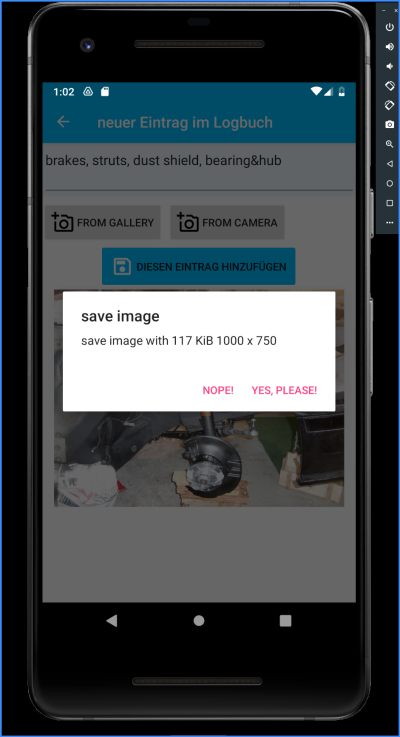 1:02
neuer Eintrag im Logbuch
brakes, struts, dust shield, bearing&hub
FROM GALLERY
FROM CAMERA
DIESEN EINTRAG HINZUFÜGEN
save image
save image with 117 KiB 1000 x 750
NOPE!
YES, PLEASE!